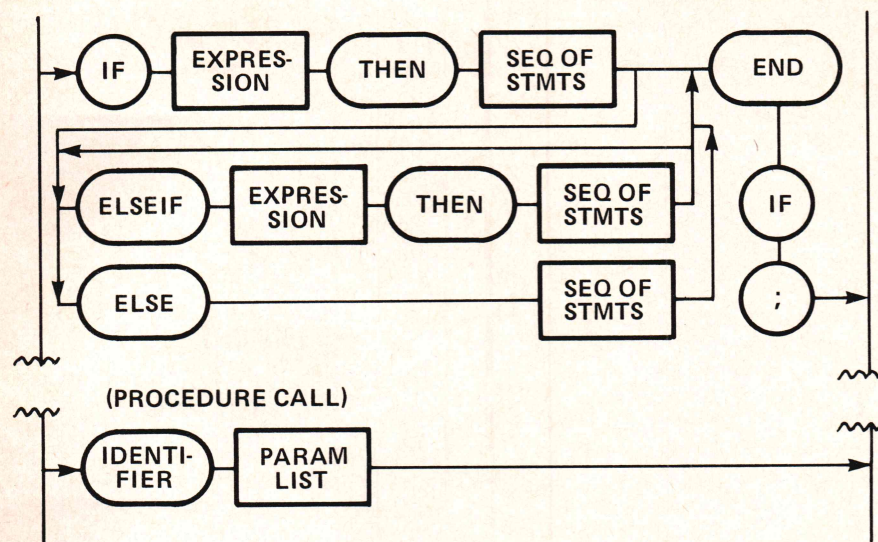 IF
EXPRES-
SION
THEN
SEQ OF
STMTS
END
ELSEIF
EXPRES-
SION
THEN
SEQ OF
STMTS
IF
ELSE
SEQ OF
STMTS
;
(PROCEDURE CALL)
IDENTI-
FIER
PARAM
LIST